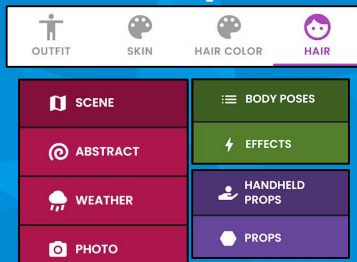 OUTFIT
SKIN
HAIR COLOR
HAIR
SCENE
ABSTRACT
WEATHER
PHOTO
BODY POSES
EFFECTS
HANDHELD
PROPS
PROPS